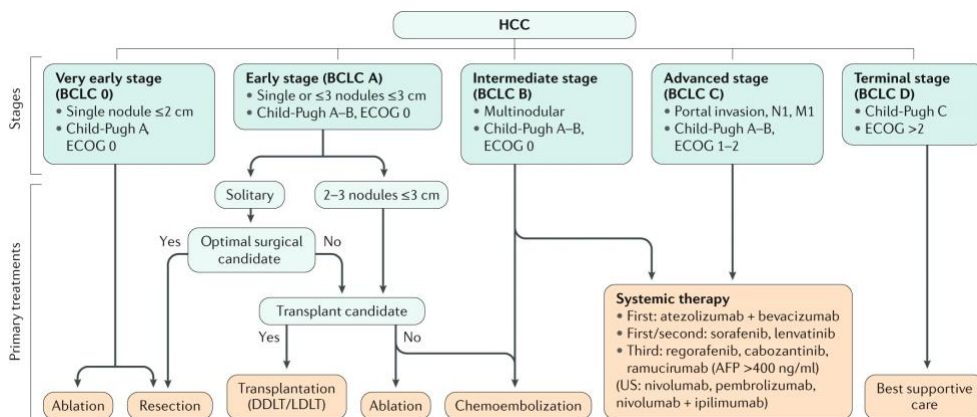 HCC
Stages
Very early stage
(BCLC 0)
• Single nodule ≤2 cm
• Child-Pugh A,
ECOG 0
Early stage (BCLC A)
• Single or ≤3 nodules ≤3 cm
• Child-Pugh A–B, ECOG 0
Intermediate stage
(BCLC B)
• Multinodular
• Child-Pugh A–B,
ECOG 0
Advanced stage
(BCLC C)
• Portal invasion, N1, M1
• Child-Pugh A–B,
ECOG 1–2
Terminal stage
(BCLC D)
• Child-Pugh C
• ECOG >2
Primary treatments
Solitary
2–3 nodules ≤3 cm
Yes
Optimal surgical
candidate
No
Transplant candidate
Yes
No
Ablation
Resection
Transplantation
(DDLT/LDLT)
Ablation
Chemoembolization
Systemic therapy
• First: atezolizumab + bevacizumab
• First/second: sorafenib, lenvatinib
• Third: regorafenib, cabozantinib,
ramucirumab (AFP >400 ng/ml)
(US: nivolumab, pembrolizumab,
nivolumab + ipilimumab)
Best supportive
care